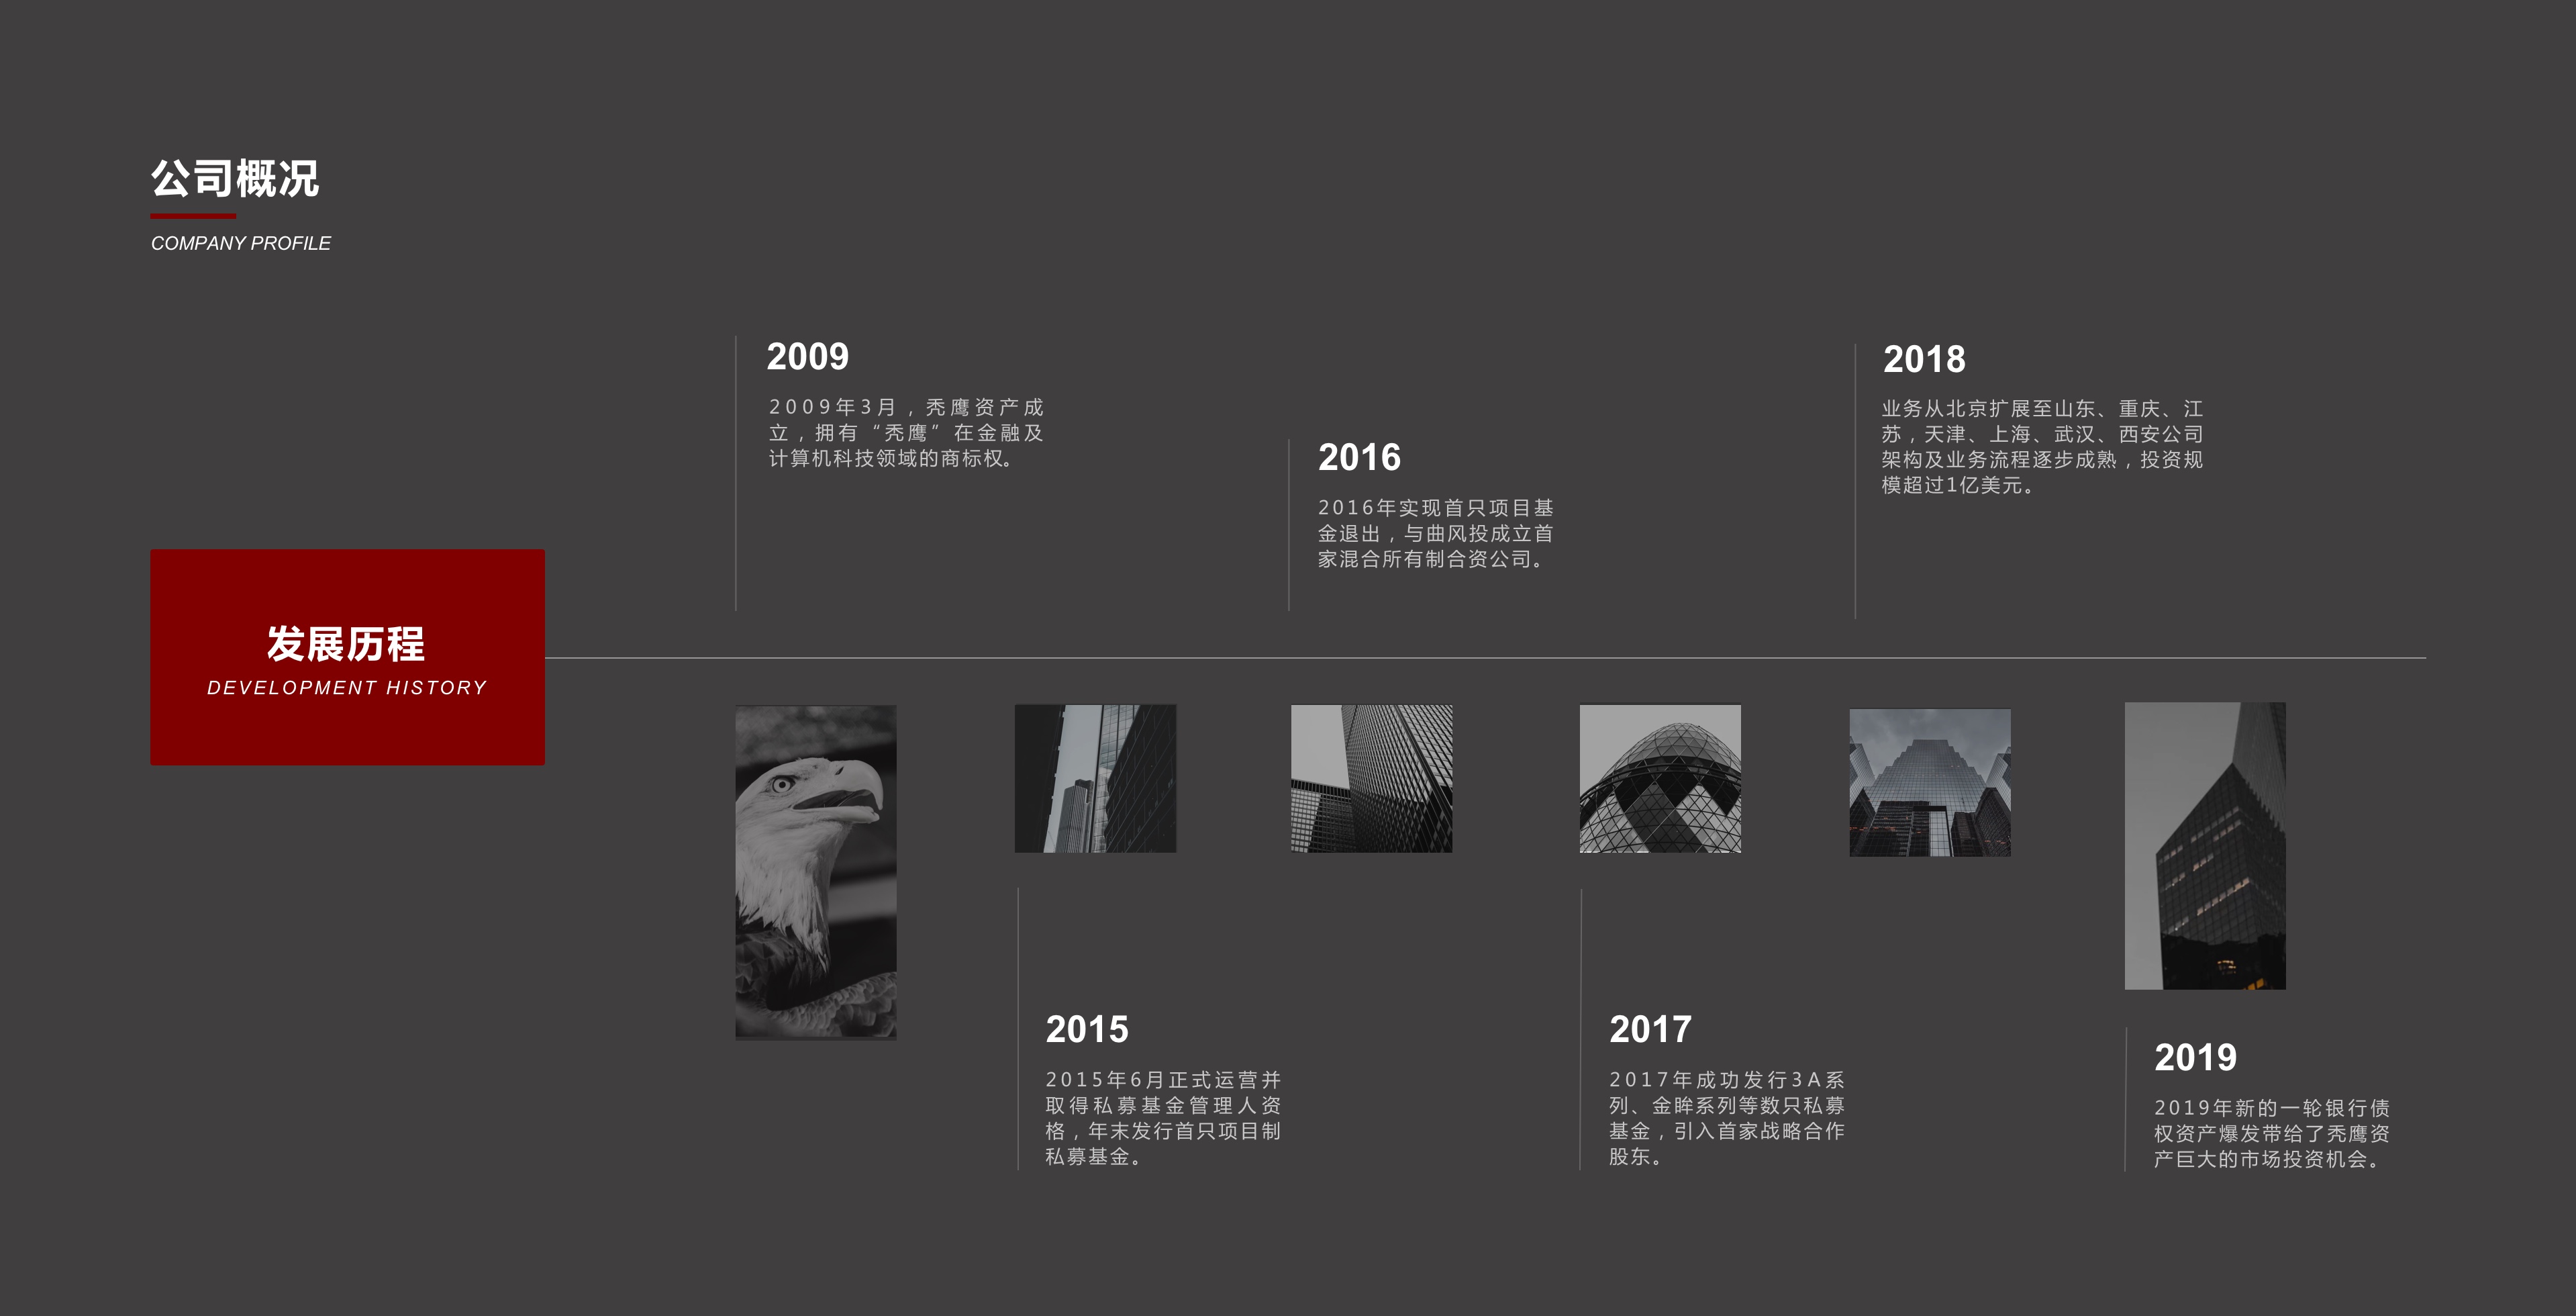 公司概况
COMPANY PROFILE
发展历程
DEVELOPMENT HISTORY
2009
2009年3月，秃鹰资产成
立，拥有“秃鹰”在金融及
计算机科技领域的商标权。
2015
2015年6月正式运营并
取得私募基金管理人资
格，年末发行首只项目制
私募基金。
2016
2016年实现首只项目基
金退出，与曲风投成立首
家混合所有制合资公司。
2017
2017年成功发行3A系
列、金眸系列等数只私募
基金，引入首家战略合作
股东。
2018
业务从北京扩展至山东、重庆、江
苏，天津、上海、武汉、西安公司
架构及业务流程逐步成熟，投资规
模超过1亿美元。
2019
2019年新的一轮银行债
权资产爆发带给了秃鹰资
产巨大的市场投资机会。